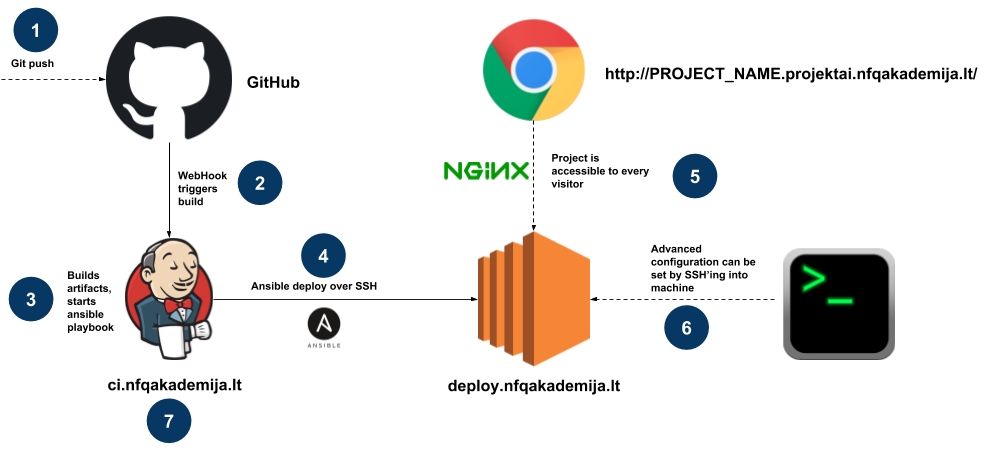 1
Git push
GitHub
http://PROJECT_NAME.projektai.nfqakademija.lt/
WebHook
triggers
build
2
NGiNX
Project is
accessible to every
visitor
5
3
Builds
artifacts,
starts
ansible
playbook
4
Ansible deploy over SSH
A
ANSIBLE
Advanced
configuration can be
set by SSH'ing into
machine
6
>_
ci.nfqakademija.lt
deploy.nfqakademija.lt
7